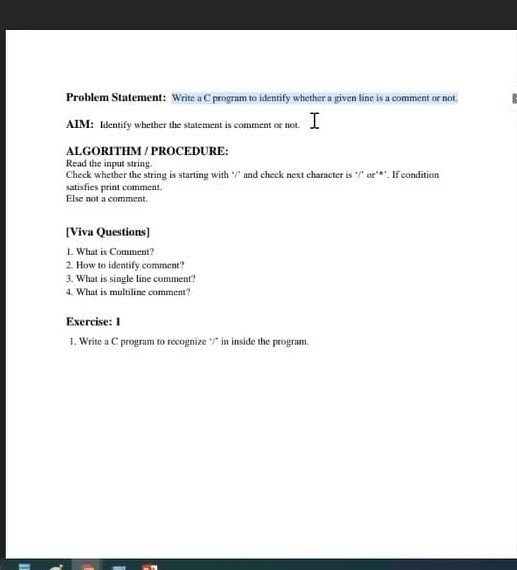 Problem Statement: Write a C program to identify whether a given line is a comment or not.
AIM: Identify whether the statement is comment or not.
ALGORITHM / PROCEDURE:
Read the input string.
Check whether the string is starting with '/' and check next character is '/' or'*'. If condition
satisfies print comment.
Else not a comment.
[Viva Questions]
1. What is Comment?
2. How to identify comment?
3. What is single line comment?
4. What is multiline comment?
Exercise: 1
1. Write a C program to recognize '/' in inside the program.